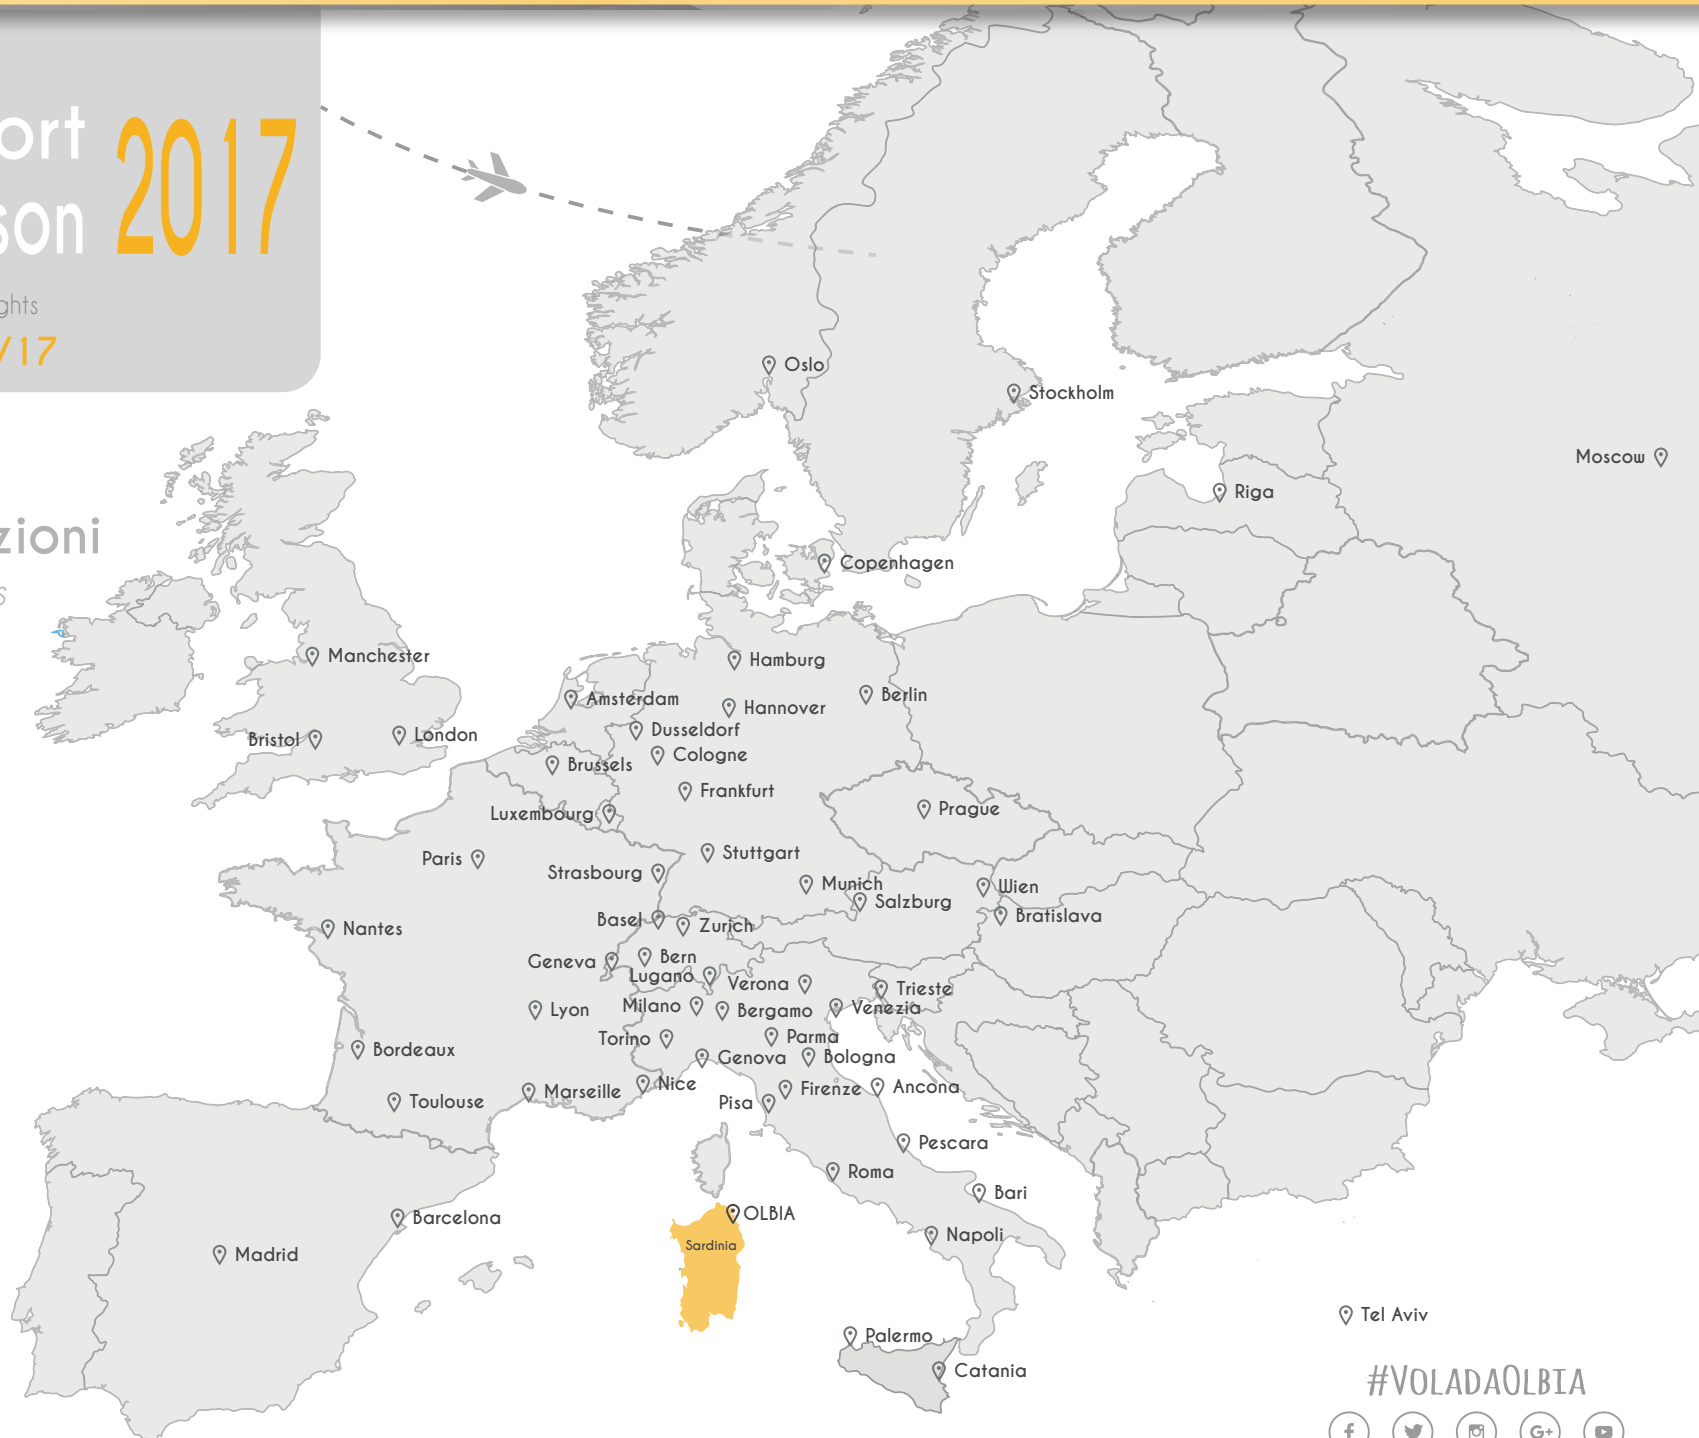 ort
son
2017
ghts
/17
zioni
s
Oslo
Stockholm
Moscow
Riga
Copenhagen
Manchester
Hamburg
Amsterdam
Berlin
Hannover
Bristol
London
Dusseldorf
Cologne
Brussels
Frankfurt
Luxembourg
Prague
Paris
Stuttgart
Strasbourg
Munich
Wien
Salzburg
Bratislava
Nantes
Basel
Zurich
Geneva
Bern
Lugano
Verona
Trieste
Lyon
Milano
Bergamo
Venezia
Torino
Parma
Bordeaux
Genova
Bologna
Marseille
Nice
Firenze
Ancona
Toulouse
Pisa
Pescara
Roma
Bari
Barcelona
OLBIA
Napoli
Sardinia
Madrid
Tel Aviv
Palermo
Catania
#VOLADAOLBIA
f
G+